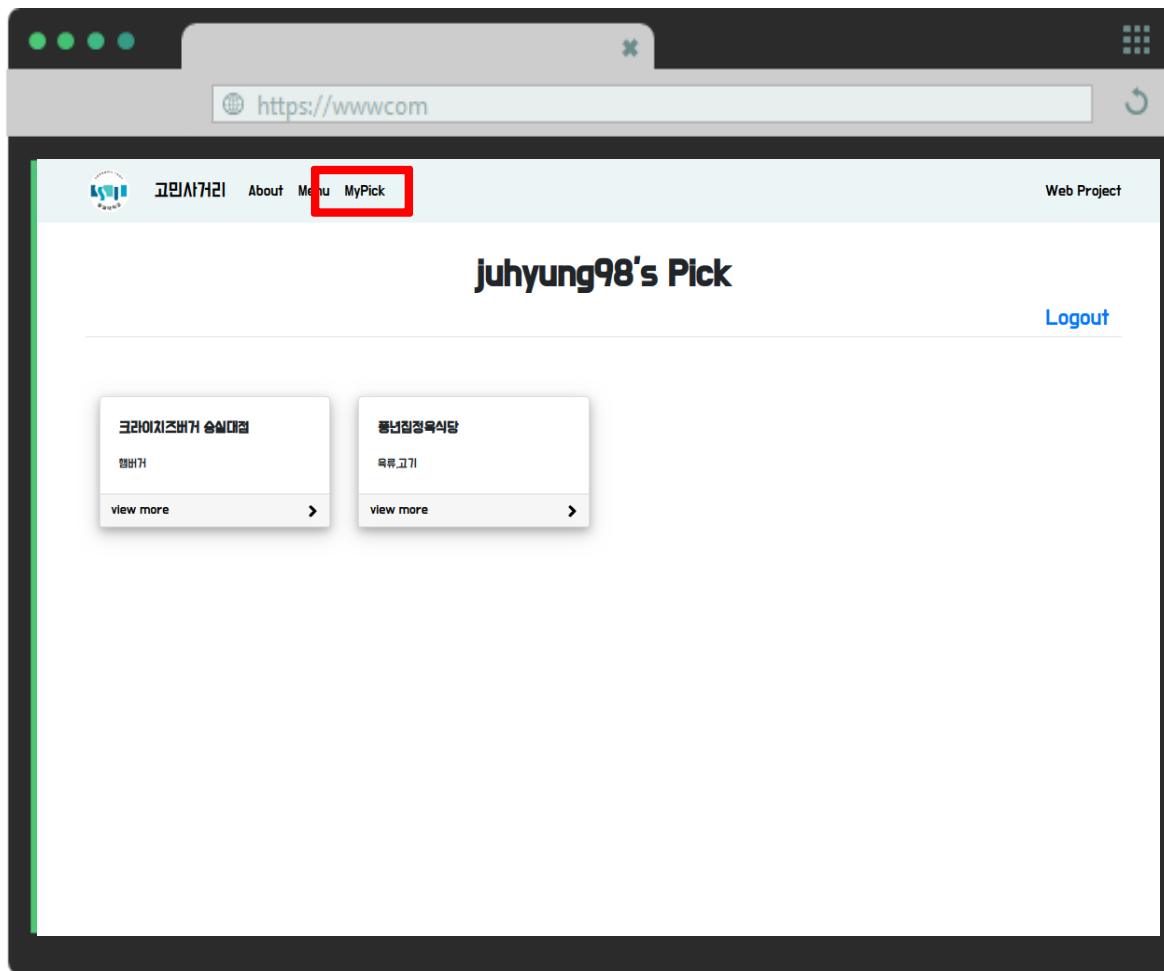 https://wwwcom
고민사거리 About Menu MyPick Web Project
juhyung98's Pick
Logout
크라이치즈버거 숭실대점 풍년집정육식당
햄버거 육류,고기
view more view more